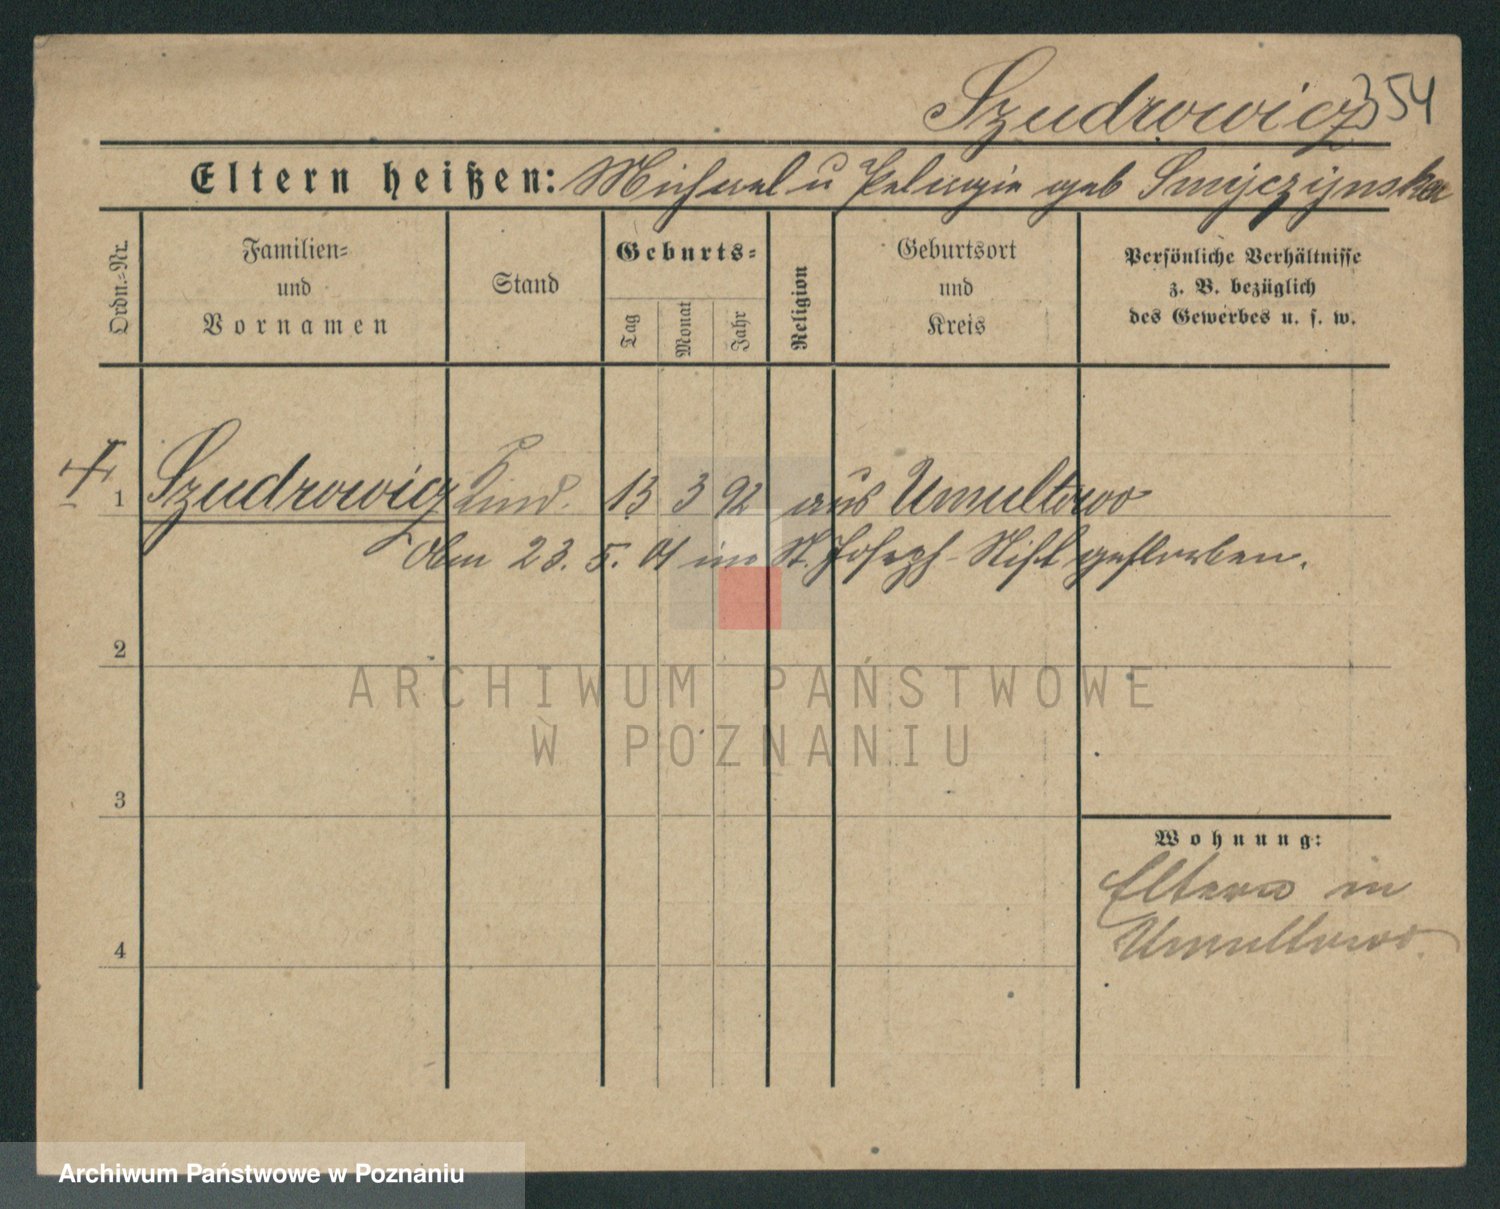 Szudrowicz 354
Eltern heißen: Michael u Pelagie geb Smyczynska
Ordn.=Nr.
Familien=
und
Vornamen
Stand
Geburts=
Tag
Monat
Jahr
Religion
Geburtsort
und
Kreis
Persönliche Verhältnisse
z. B. bezüglich
des Gewerbes u. s. w.
1 Szudrowicz Kind. 13 3 92 aus Umultowo
Am 23. 5. 01 im St. Joseph-Stift gestorben.
2
3
4
Wohnung:
Eltern in
Umultowo.
ARCHIWUM PAŃSTWOWE
W POZNANIU
Archiwum Państwowe w Poznaniu